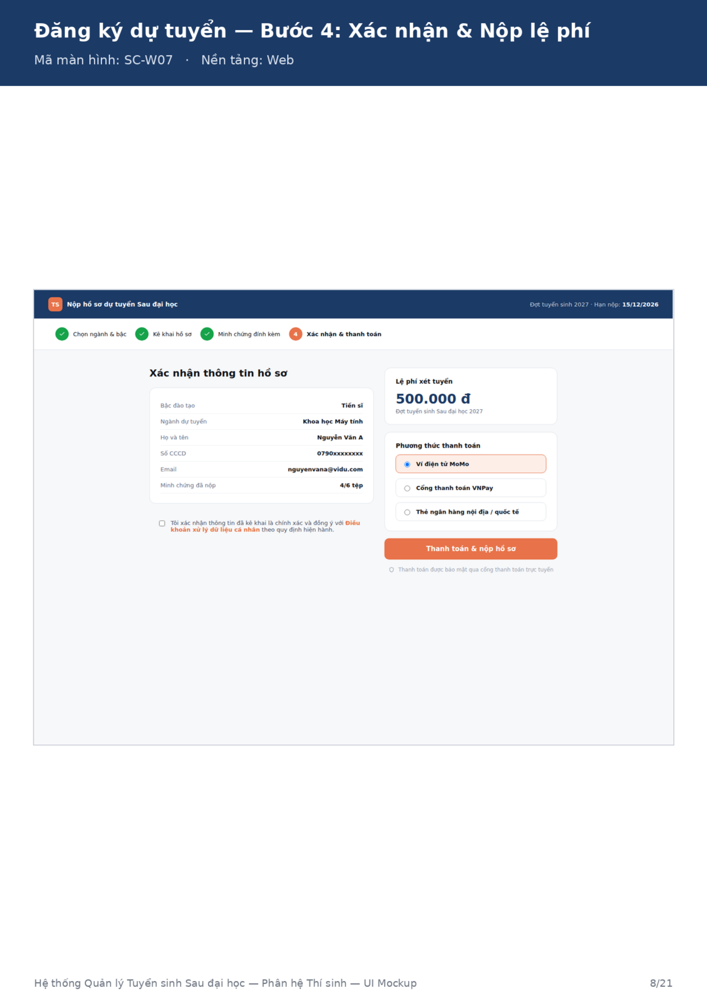 Đăng ký dự tuyển — Bước 4: Xác nhận & Nộp lệ phí
Mã màn hình: SC-W07 · Nền tảng: Web
TS Nộp hồ sơ dự tuyển Sau đại học
Đợt tuyển sinh 2027 · Hạn nộp: 15/12/2026
Chọn ngành & bậc
Kê khai hồ sơ
Minh chứng đính kèm
4 Xác nhận & thanh toán
Xác nhận thông tin hồ sơ
Bậc đào tạo Tiến sĩ
Ngành dự tuyển Khoa học Máy tính
Họ và tên Nguyễn Văn A
Số CCCD 0790xxxxxxxx
Email nguyenvana@vidu.com
Minh chứng đã nộp 4/6 tệp
Tôi xác nhận thông tin đã kê khai là chính xác và đồng ý với Điều
khoản xử lý dữ liệu cá nhân theo quy định hiện hành.
Lệ phí xét tuyển
500.000 đ
Đợt tuyển sinh Sau đại học 2027
Phương thức thanh toán
Ví điện tử MoMo
Cổng thanh toán VNPay
Thẻ ngân hàng nội địa / quốc tế
Thanh toán & nộp hồ sơ
Thanh toán được bảo mật qua cổng thanh toán trực tuyến
Hệ thống Quản lý Tuyển sinh Sau đại học — Phân hệ Thí sinh — UI Mockup
8/21